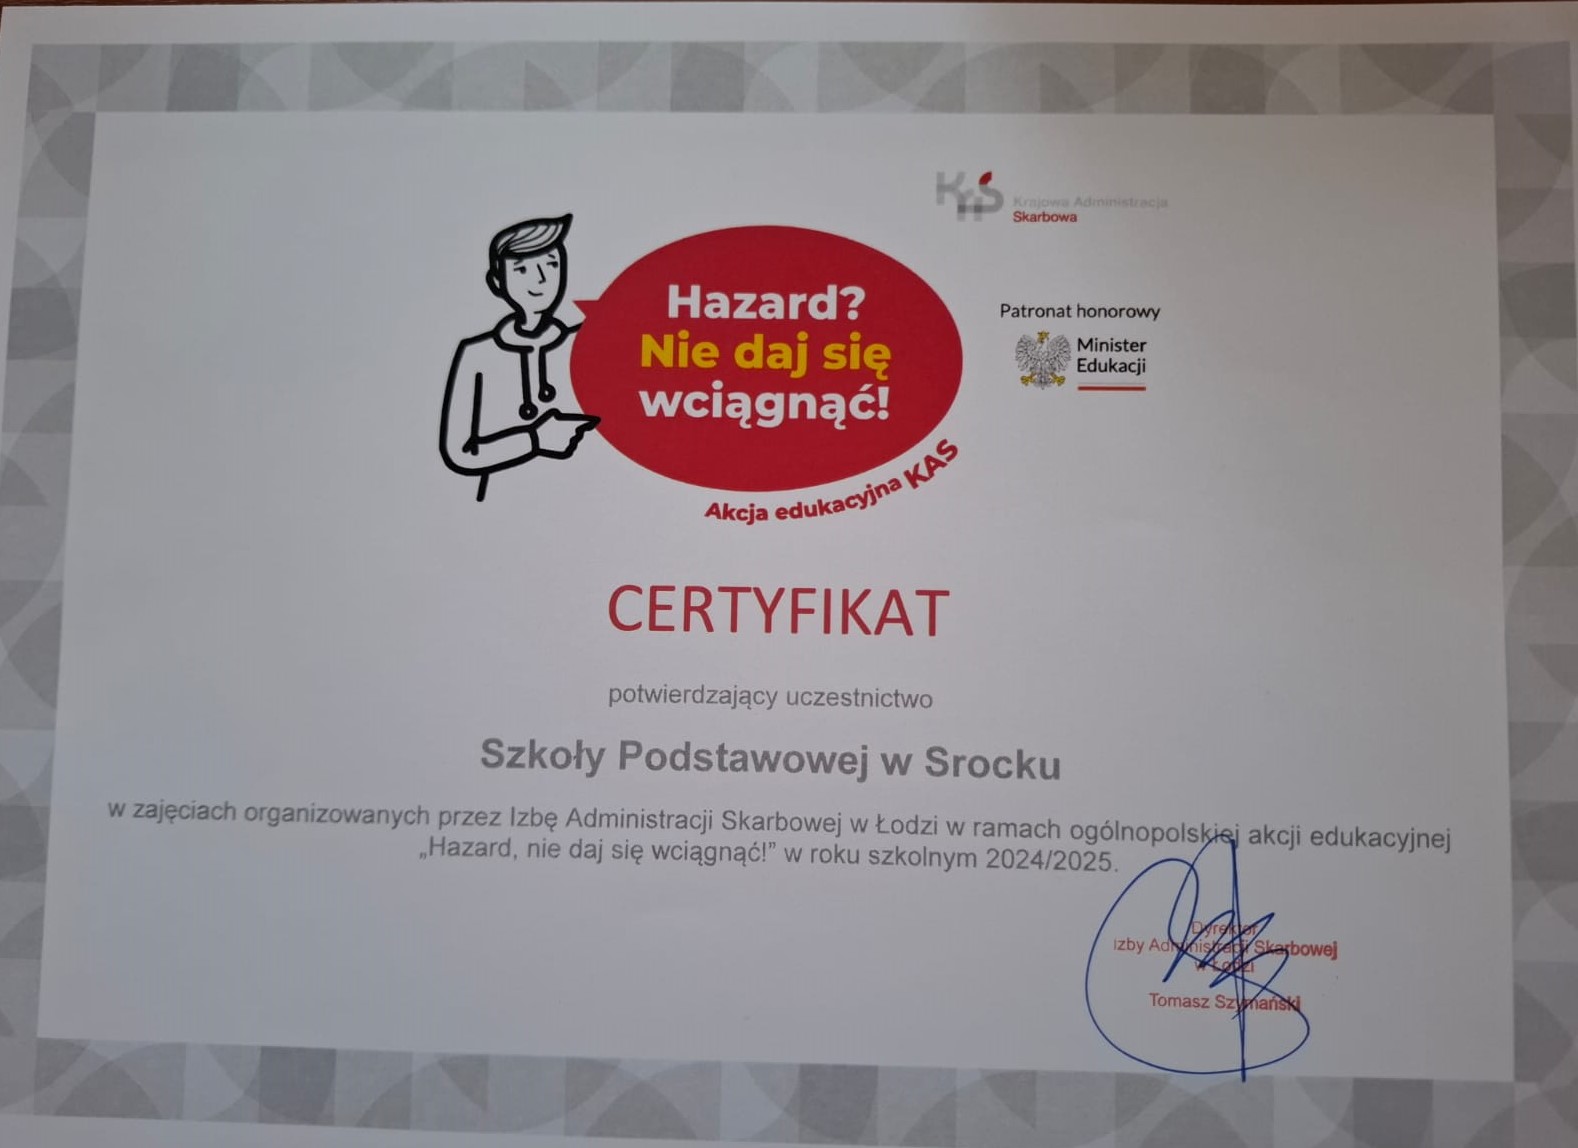 KAS Krajowa Administracja
Skarbowa
Hazard?
Nie daj się
wciągnąć!
Akcja edukacyjna KAS
Patronat honorowy
Minister
Edukacji
CERTYFIKAT
potwierdzający uczestnictwo
Szkoły Podstawowej w Srocku
w zajęciach organizowanych przez Izbę Administracji Skarbowej w Łodzi w ramach ogólnopolskiej akcji edukacyjnej
„Hazard, nie daj się wciągnąć!” w roku szkolnym 2024/2025.
Dyrektor
Izby Administracji Skarbowej
w Łodzi
Tomasz Szymański